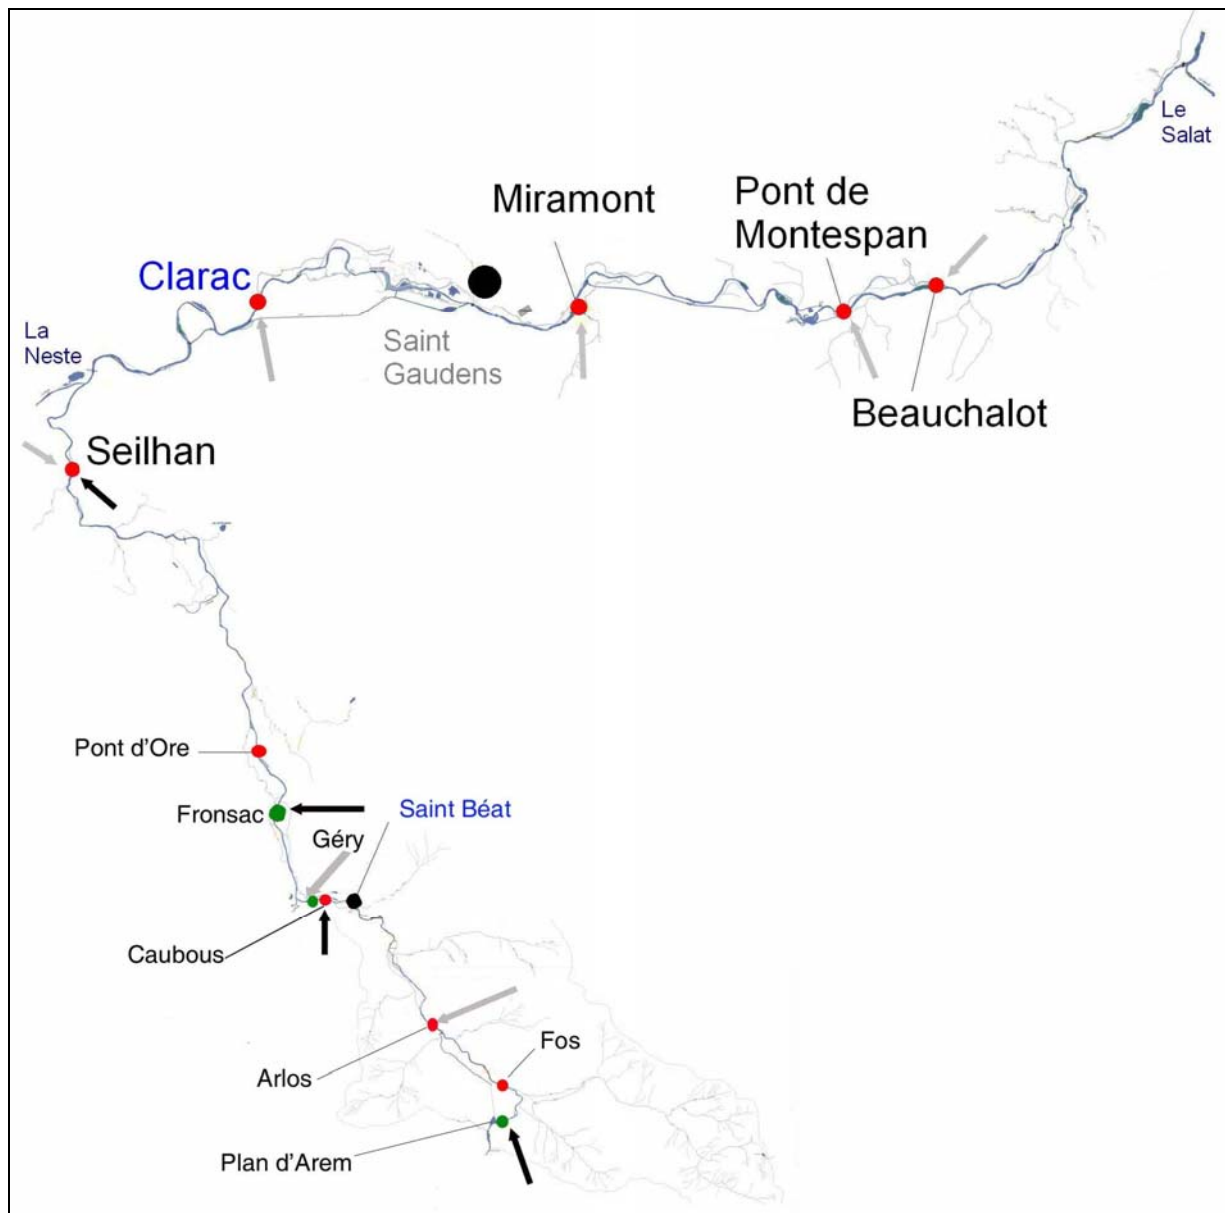 Le
Salat
Miramont
Pont de
Montespan
Clarac
La
Neste
Saint
Gaudens
Beauchalot
Seilhan
Pont d'Ore
Fronsac
Saint Béat
Géry
Caubous
Fos
Arlos
Plan d'Arem